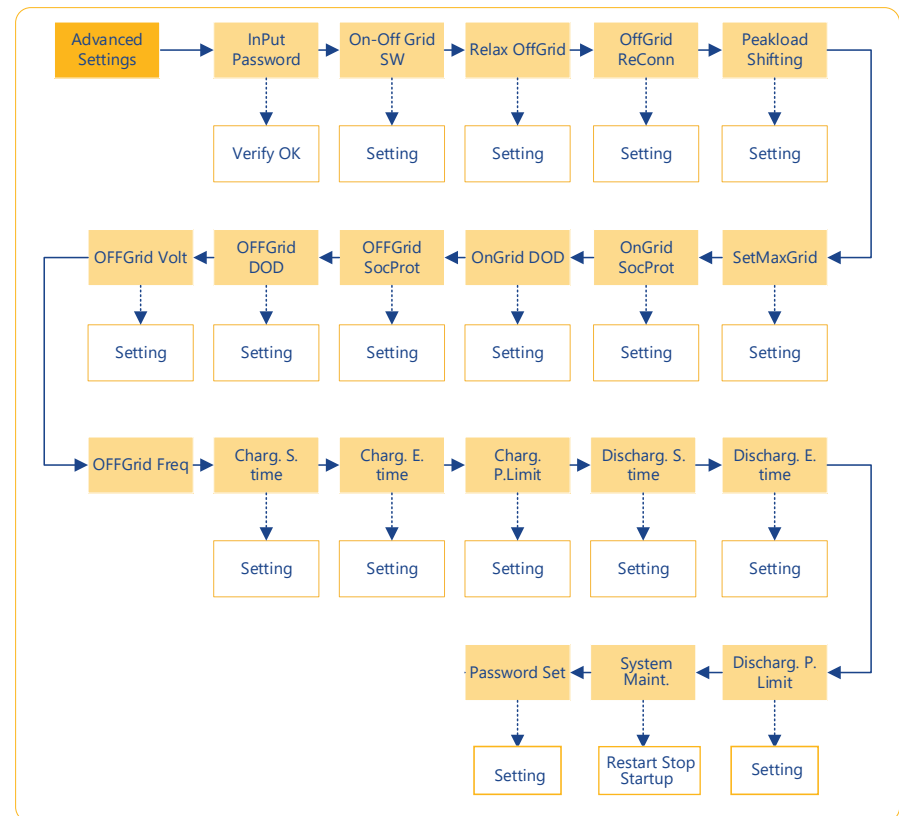 Advanced
Settings
InPut
Password
On-Off Grid
SW
Relax OffGrid
OffGrid
ReConn
Peakload
Shifting
Verify OK
Setting
Setting
Setting
Setting
OFFGrid Volt
OFFGrid
DOD
OFFGrid
SocProt
OnGrid DOD
OnGrid
SocProt
SetMaxGrid
Setting
Setting
Setting
Setting
Setting
Setting
OFFGrid Freq
Charg. S.
time
Charg. E.
time
Charg.
P.Limit
Discharg. S.
time
Discharg. E.
time
Setting
Setting
Setting
Setting
Setting
Password Set
System
Maint.
Discharg. P.
Limit
Setting
Restart Stop
Startup
Setting